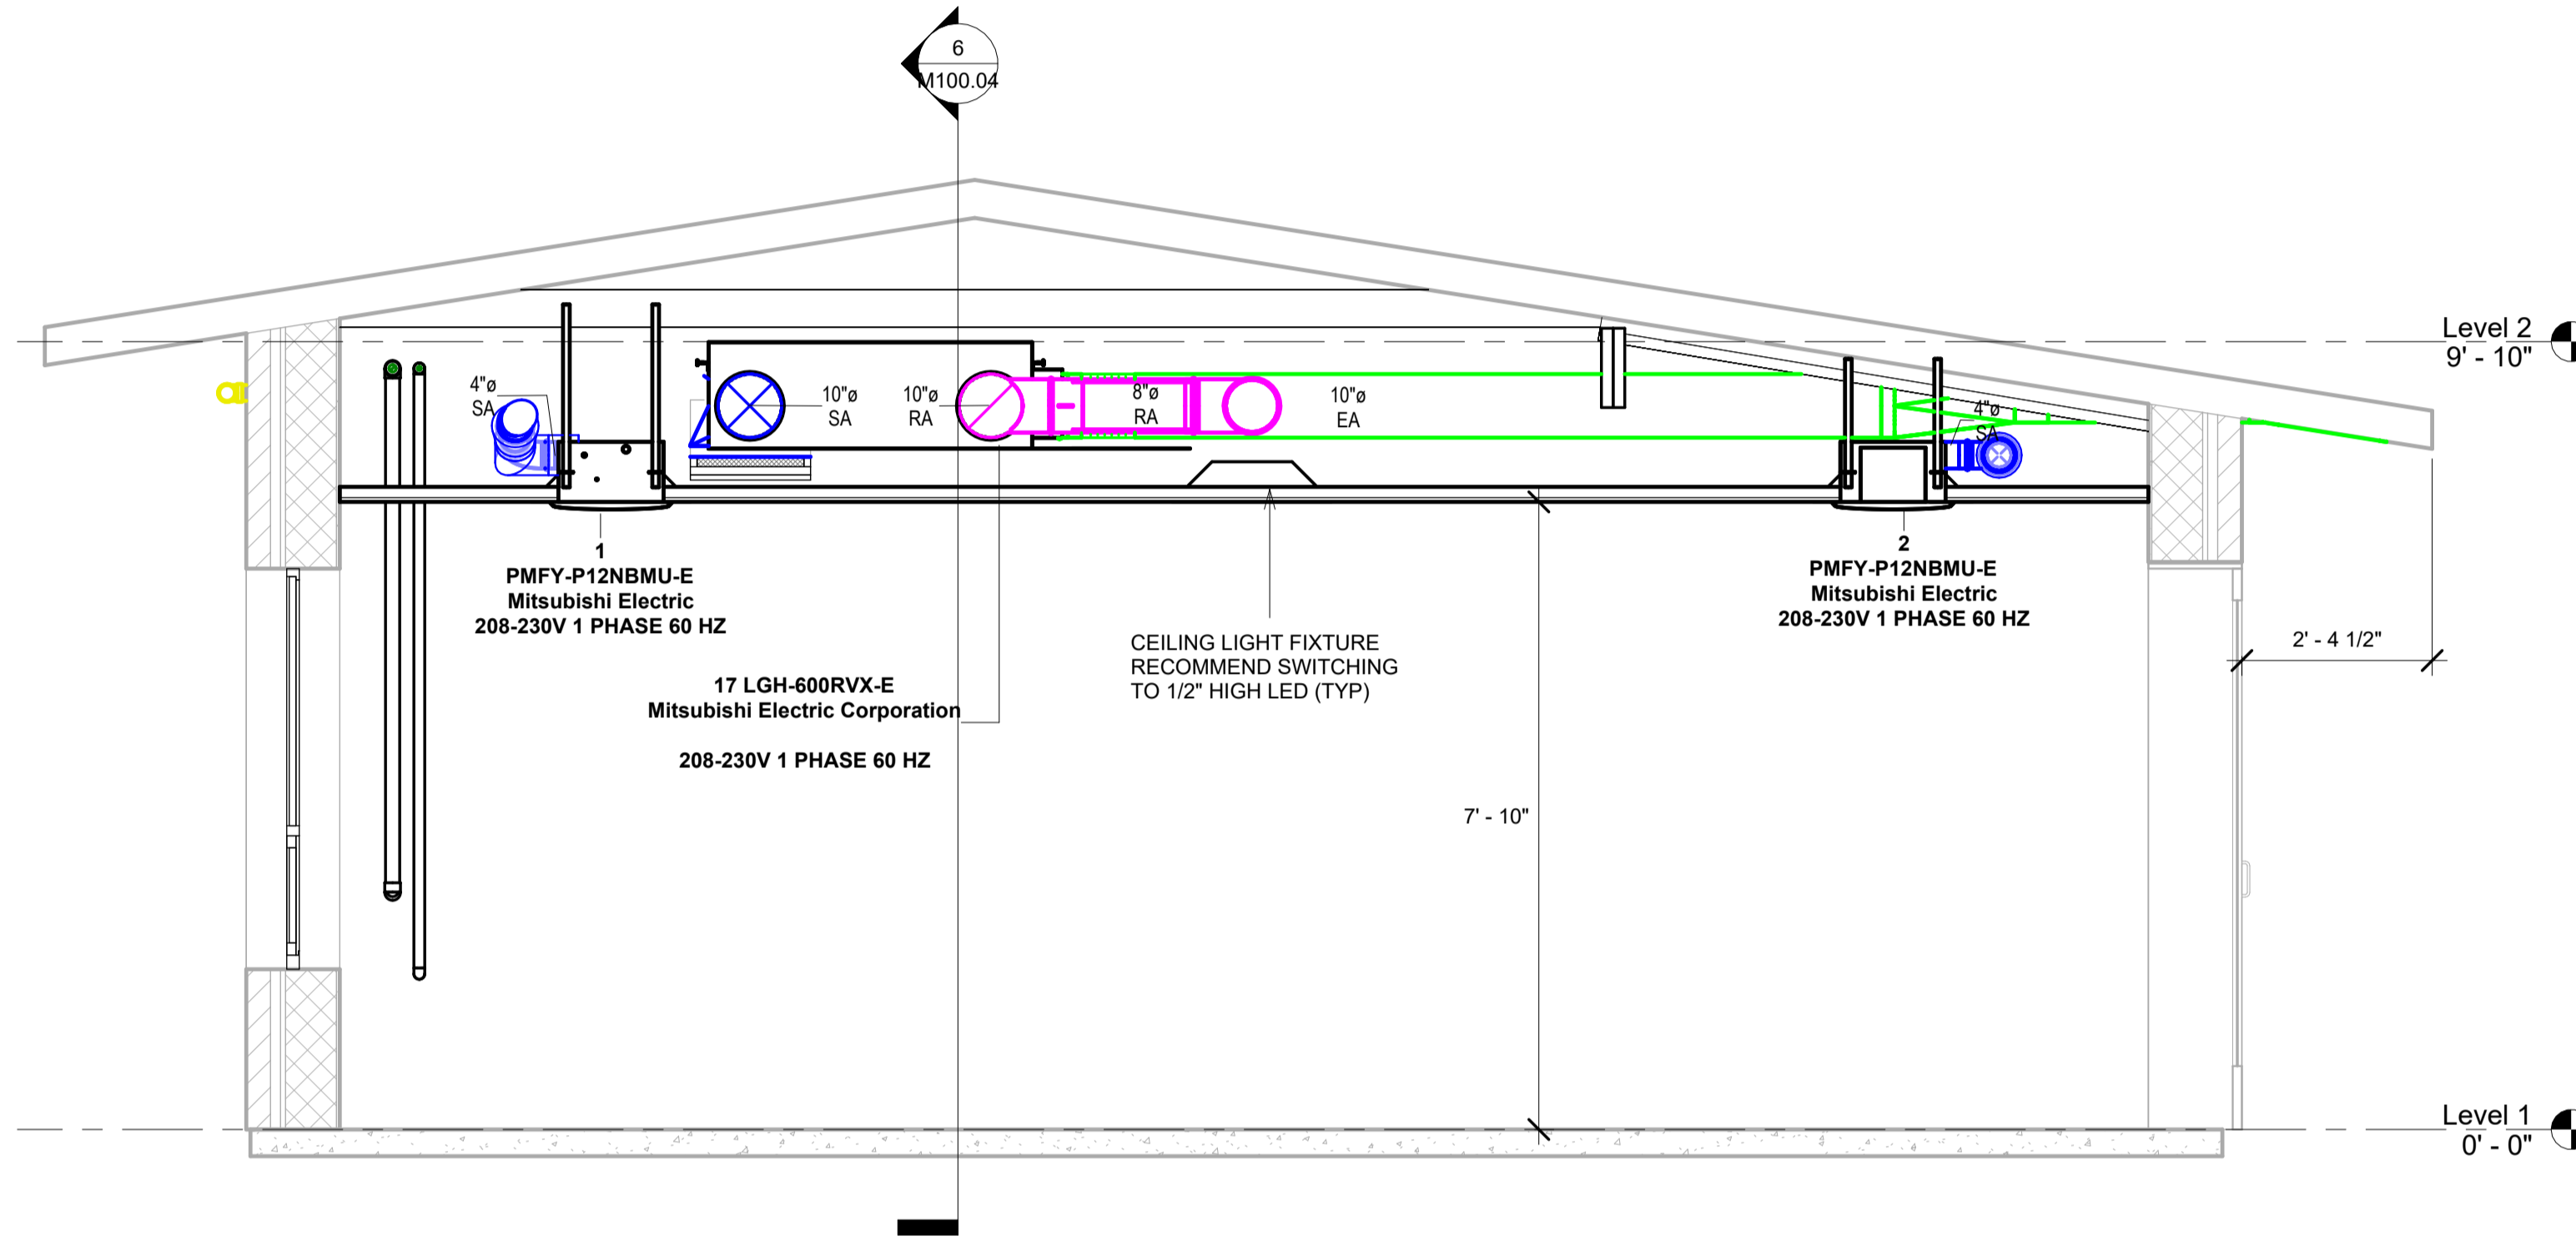 6
M100.04
Level 2
9' - 10"
4"ø
SA
10"ø
SA
10"ø
RA
8"ø
RA
10"ø
EA
4"ø
SA
1
PMFY-P12NBMU-E
Mitsubishi Electric
208-230V 1 PHASE 60 HZ
2
PMFY-P12NBMU-E
Mitsubishi Electric
208-230V 1 PHASE 60 HZ
CEILING LIGHT FIXTURE
RECOMMEND SWITCHING
TO 1/2" HIGH LED (TYP)
2' - 4 1/2"
17 LGH-600RVX-E
Mitsubishi Electric Corporation
208-230V 1 PHASE 60 HZ
7' - 10"
Level 1
0' - 0"